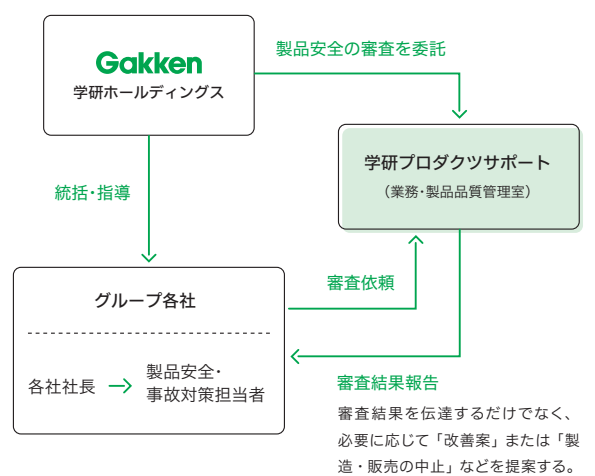 Gakken
学研ホールディングス
製品安全の審査を委託
学研プロダクツサポート
（業務・製品品質管理室）
統括・指導
グループ各社
審査依頼
各社社長
製品安全・
事故対策担当者
審査結果報告
審査結果を伝達するだけでなく、
必要に応じて「改善案」または「製
造・販売の中止」などを提案する。